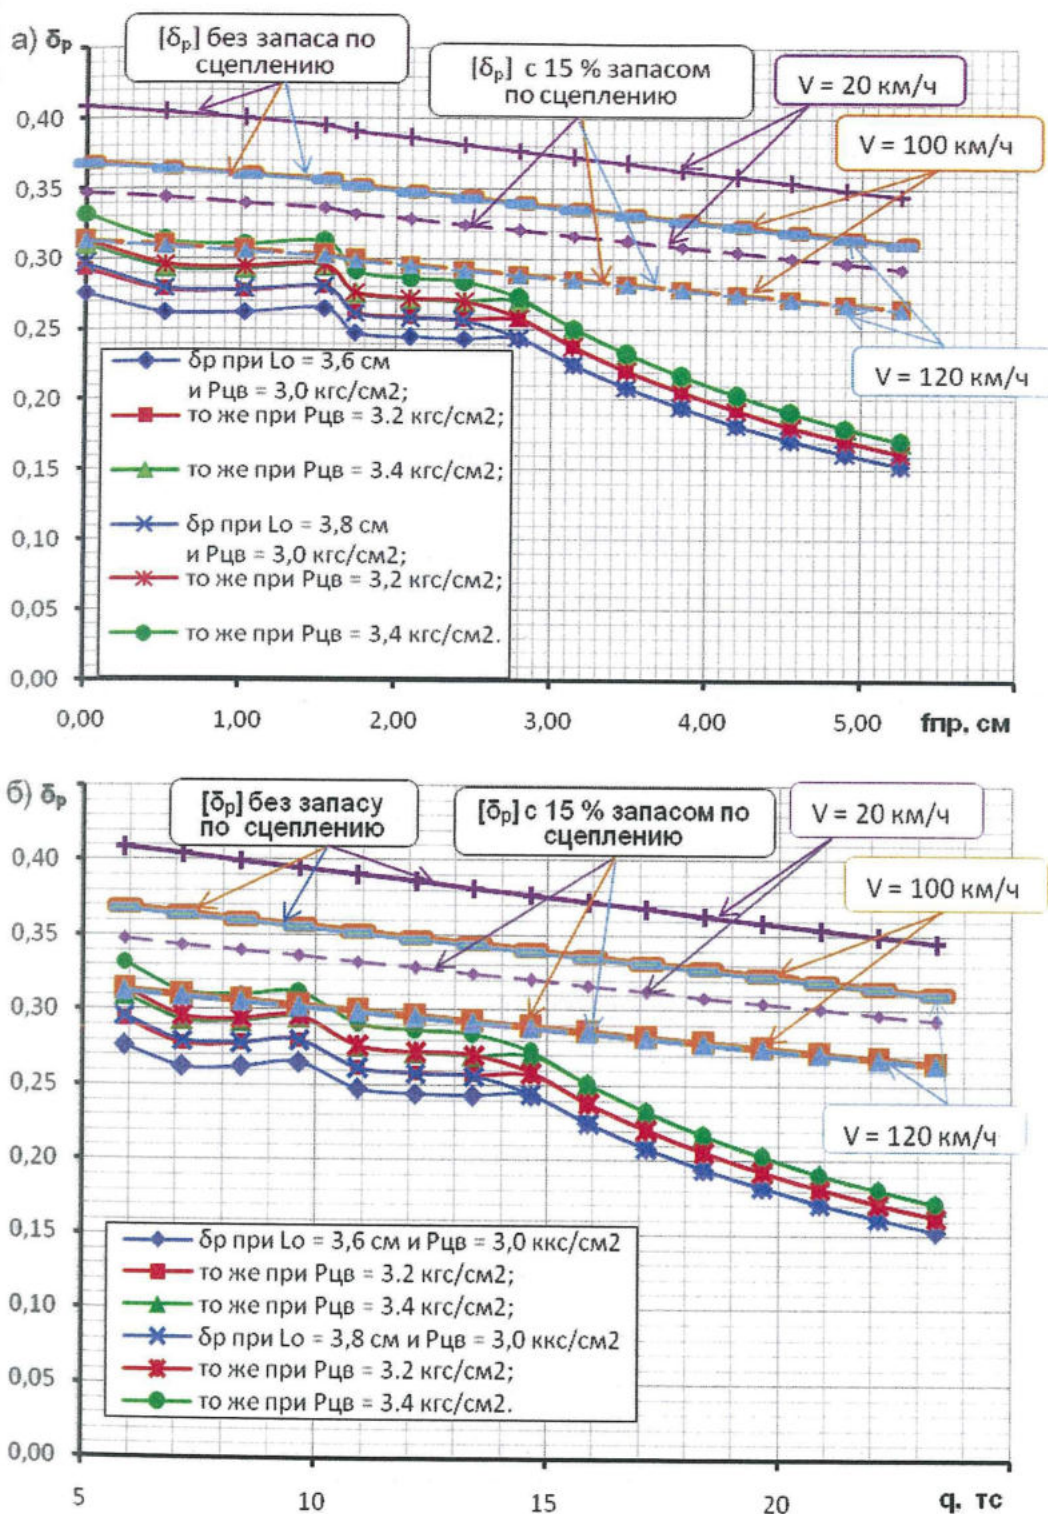 а) δр
[δр] без запаса по
сцеплению
[δр] с 15 % запасом
по сцеплению
V = 20 км/ч
V = 100 км/ч
V = 120 км/ч
0,40
0,35
0,30
0,25
0,20
0,15
0,10
0,05
0,00
δр при Lo = 3,6 см
и Рцв = 3,0 кгс/см2;
то же при Рцв = 3.2 кгс/см2;
то же при Рцв = 3.4 кгс/см2;
δр при Lo = 3,8 см
и Рцв = 3,0 кгс/см2;
то же при Рцв = 3,2 кгс/см2;
то же при Рцв = 3,4 кгс/см2.
0,00 1,00 2,00 3,00 4,00 5,00 fпр. см
б) δр
[δр] без запасу
по сцеплению
[δр] с 15 % запасом по
сцеплению
V = 20 км/ч
V = 100 км/ч
V = 120 км/ч
0,40
0,35
0,30
0,25
0,20
0,15
0,10
0,05
0,00
δр при Lo = 3,6 см и Рцв = 3,0 ккс/см2
то же при Рцв = 3.2 кгс/см2;
то же при Рцв = 3.4 кгс/см2;
δр при Lo = 3,8 см и Рцв = 3,0 ккс/см2
то же при Рцв = 3.2 кгс/см2;
то же при Рцв = 3.4 кгс/см2.
5 10 15 20 q. тс